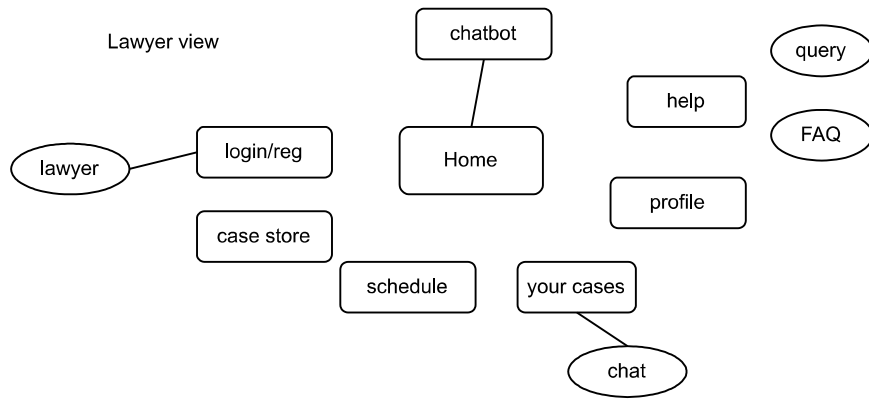 Lawyer view
chatbot
query
help
FAQ
lawyer
login/reg
Home
profile
case store
schedule
your cases
chat